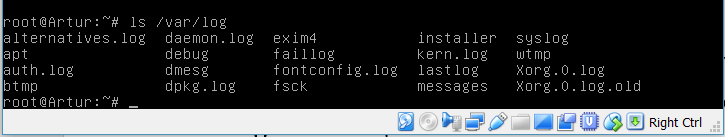 root@Artur:~# ls /var/log
alternatives.log daemon.log exim4 installer syslog
apt debug faillog kern.log wtmp
auth.log dmesg fontconfig.log lastlog Xorg.0.log
btmp dpkg.log fsck messages Xorg.0.log.old
root@Artur:~# _
Right Ctrl